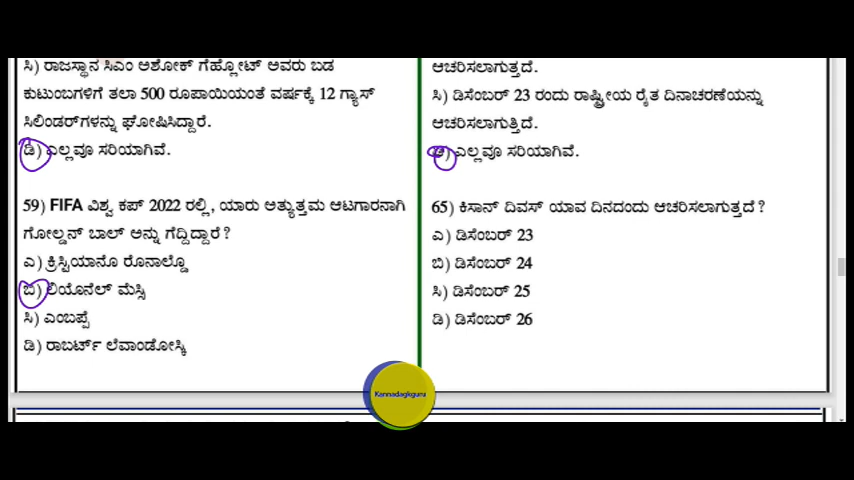 ಸಿ) ರಾಜಸ್ಥಾನ ಸಿಎಂ ಅಶೋಕ್ ಗೆಹ್ಲೋಟ್ ಅವರು ಬಡ
ಕುಟುಂಬಗಳಿಗೆ ತಲಾ 500 ರೂಪಾಯಿಯಂತೆ ವರ್ಷಕ್ಕೆ 12 ಗ್ಯಾಸ್
ಸಿಲಿಂಡರ್‌ಗಳನ್ನು ಘೋಷಿಸಿದ್ದಾರೆ.
ಡಿ) ಎಲ್ಲವೂ ಸರಿಯಾಗಿವೆ.
59) FIFA ವಿಶ್ವ ಕಪ್ 2022 ರಲ್ಲಿ, ಯಾರು ಅತ್ಯುತ್ತಮ ಆಟಗಾರನಾಗಿ
ಗೋಲ್ಡನ್ ಬಾಲ್ ಅನ್ನು ಗೆದ್ದಿದ್ದಾರೆ?
ಎ) ಕ್ರಿಸ್ಟಿಯಾನೊ ರೊನಾಲ್ಡೊ
ಬಿ) ಲಿಯೊನೆಲ್ ಮೆಸ್ಸಿ
ಸಿ) ಎಂಬಪ್ಪೆ
ಡಿ) ರಾಬರ್ಟ್ ಲೆವಾಂಡೋಸ್ಕಿ
ಆಚರಿಸಲಾಗುತ್ತದೆ.
ಸಿ) ಡಿಸೆಂಬರ್ 23 ರಂದು ರಾಷ್ಟ್ರೀಯ ರೈತ ದಿನಾಚರಣೆಯನ್ನು
ಆಚರಿಸಲಾಗುತ್ತಿದೆ.
ಎಲ್ಲವೂ ಸರಿಯಾಗಿವೆ.
65) ಕಿಸಾನ್ ದಿವಸ್ ಯಾವ ದಿನದಂದು ಆಚರಿಸಲಾಗುತ್ತದೆ?
ಎ) ಡಿಸೆಂಬರ್ 23
ಬಿ) ಡಿಸೆಂಬರ್ 24
ಸಿ) ಡಿಸೆಂಬರ್ 25
ಡಿ) ಡಿಸೆಂಬರ್ 26
Kannadagkguru